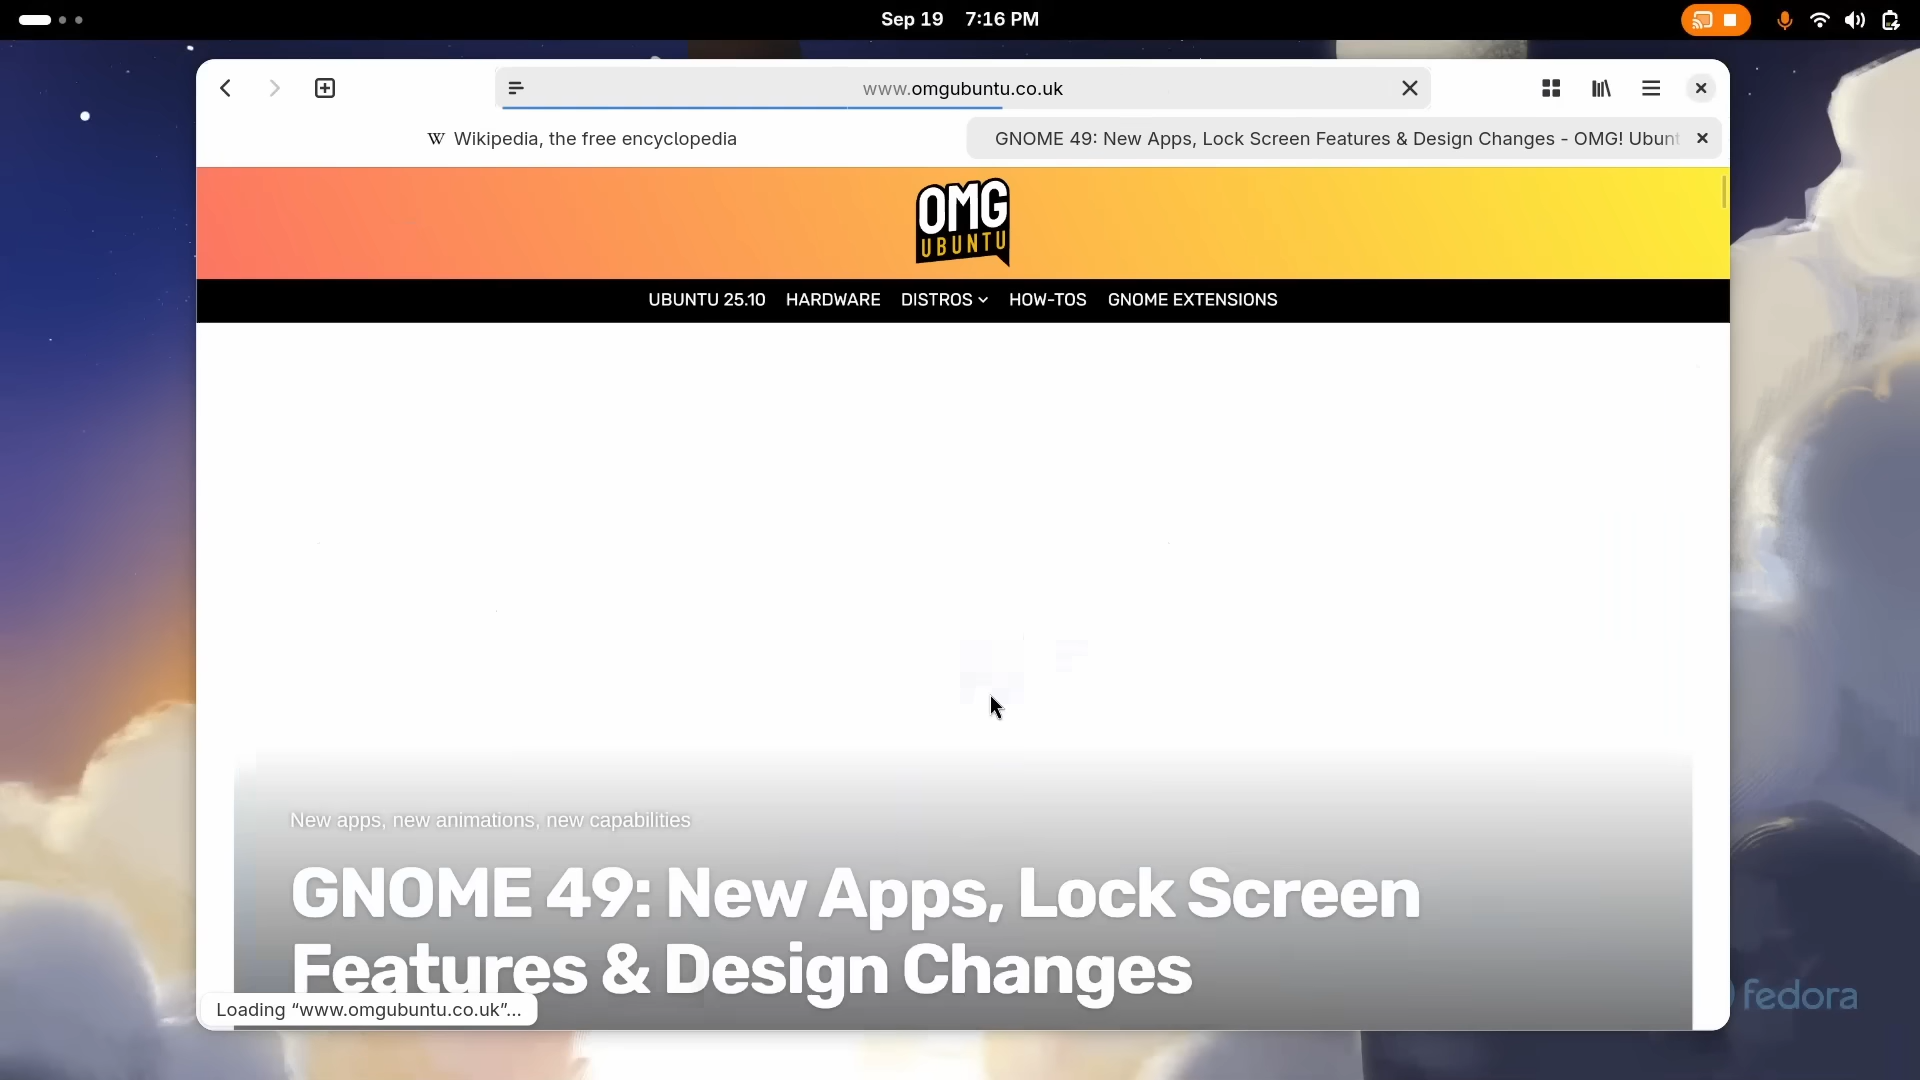 Sep 19 7:16 PM
www.omgubuntu.co.uk
W Wikipedia, the free encyclopedia
GNOME 49: New Apps, Lock Screen Features & Design Changes - OMG! Ubunt
OMG
UBUNTU
UBUNTU 25.10 HARDWARE DISTROS HOW-TOS GNOME EXTENSIONS
New apps, new animations, new capabilities
GNOME 49: New Apps, Lock Screen
Features & Design Changes
Loading “www.omgubuntu.co.uk”...
fedora